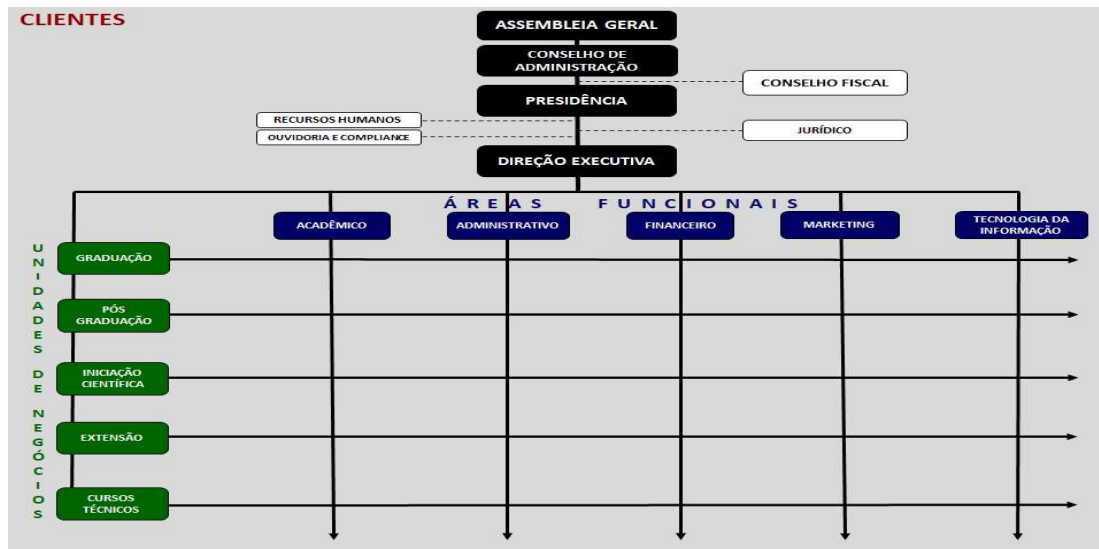 CLIENTES
ASSEMBLEIA GERAL
CONSELHO DE
ADMINISTRAÇÃO
CONSELHO FISCAL
PRESIDÊNCIA
RECURSOS HUMANOS
OUVIDORIA E COMPLIANCE
JURÍDICO
DIREÇÃO EXECUTIVA
ÁREAS FUNCIONAIS
ACADÊMICO
ADMINISTRATIVO
FINANCEIRO
MARKETING
TECNOLOGIA DA
INFORMAÇÃO
UNIDADES DE NEGÓCIOS
GRADUAÇÃO
PÓS
GRADUAÇÃO
INICIAÇÃO
CIENTÍFICA
EXTENSÃO
CURSOS
TÉCNICOS